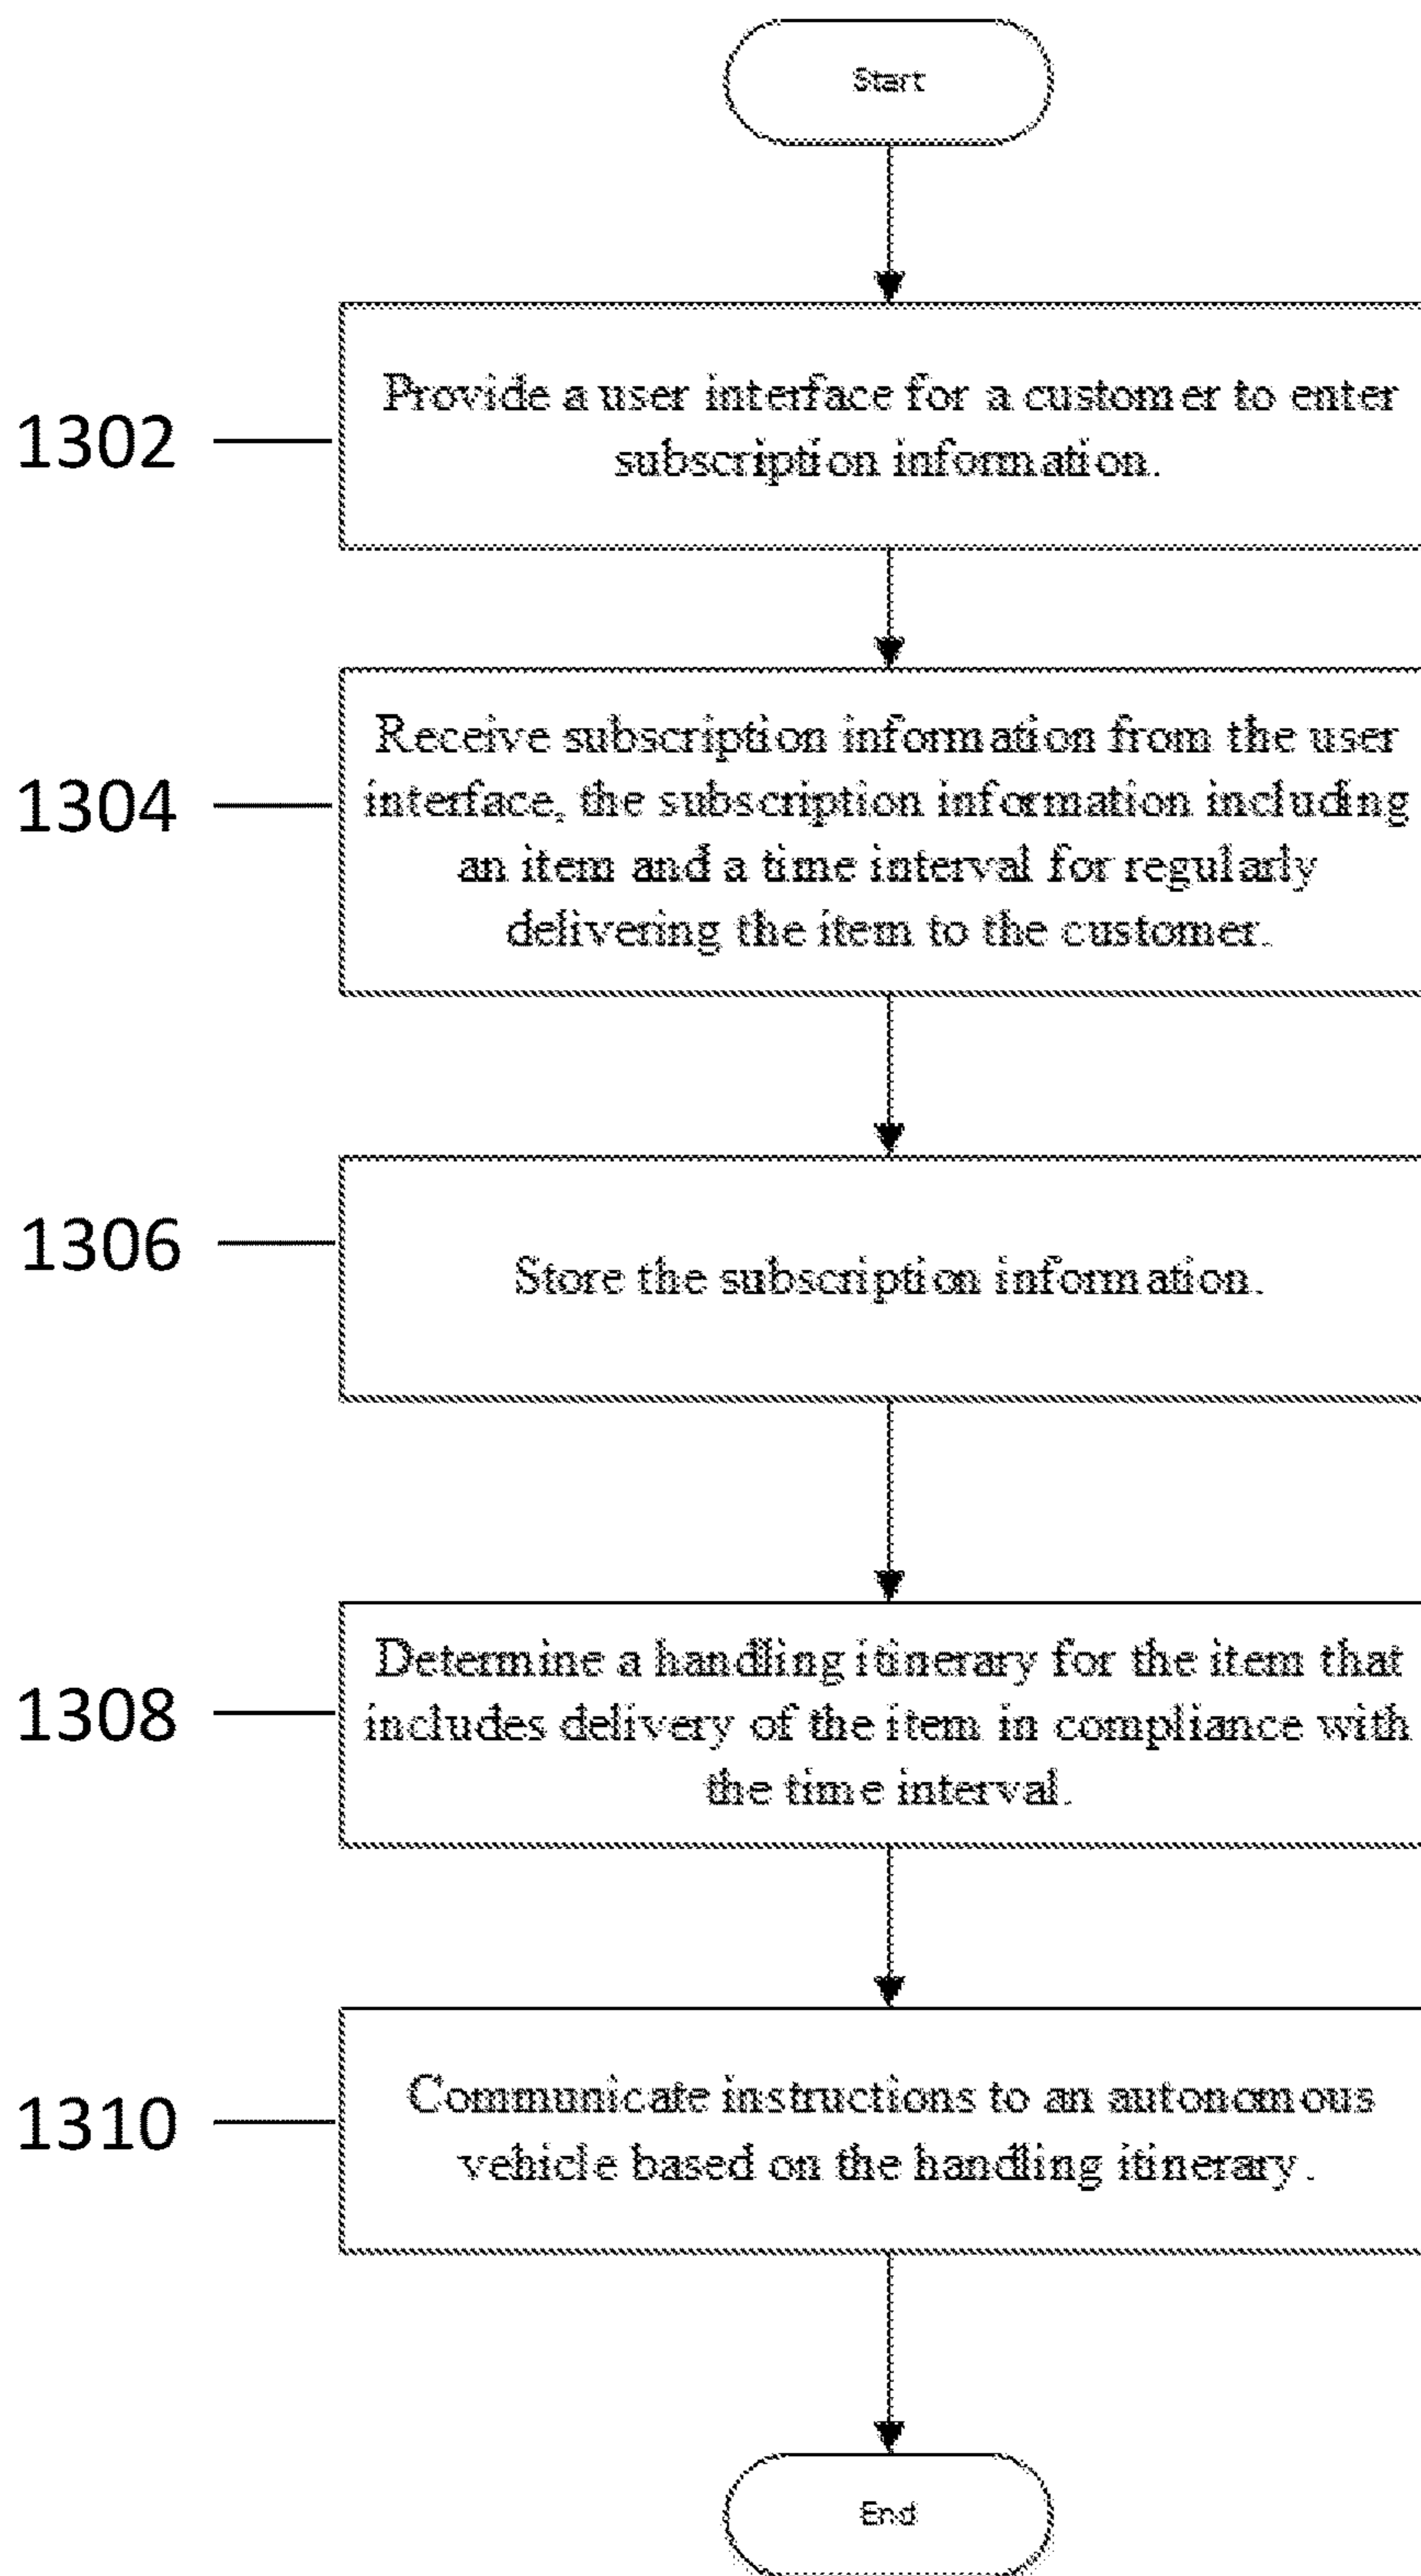 Start
1302
Provide a user interface for a customer to enter
subscription information.
1304
Receive subscription information from the user
interface, the subscription information including
an item and a time interval for regularly
delivering the item to the customer.
1306
Store the subscription information.
1308
Determine a handling itinerary for the item that
includes delivery of the item in compliance with
the time interval.
1310
Communicate instructions to an autonomous
vehicle based on the handling itinerary.
End